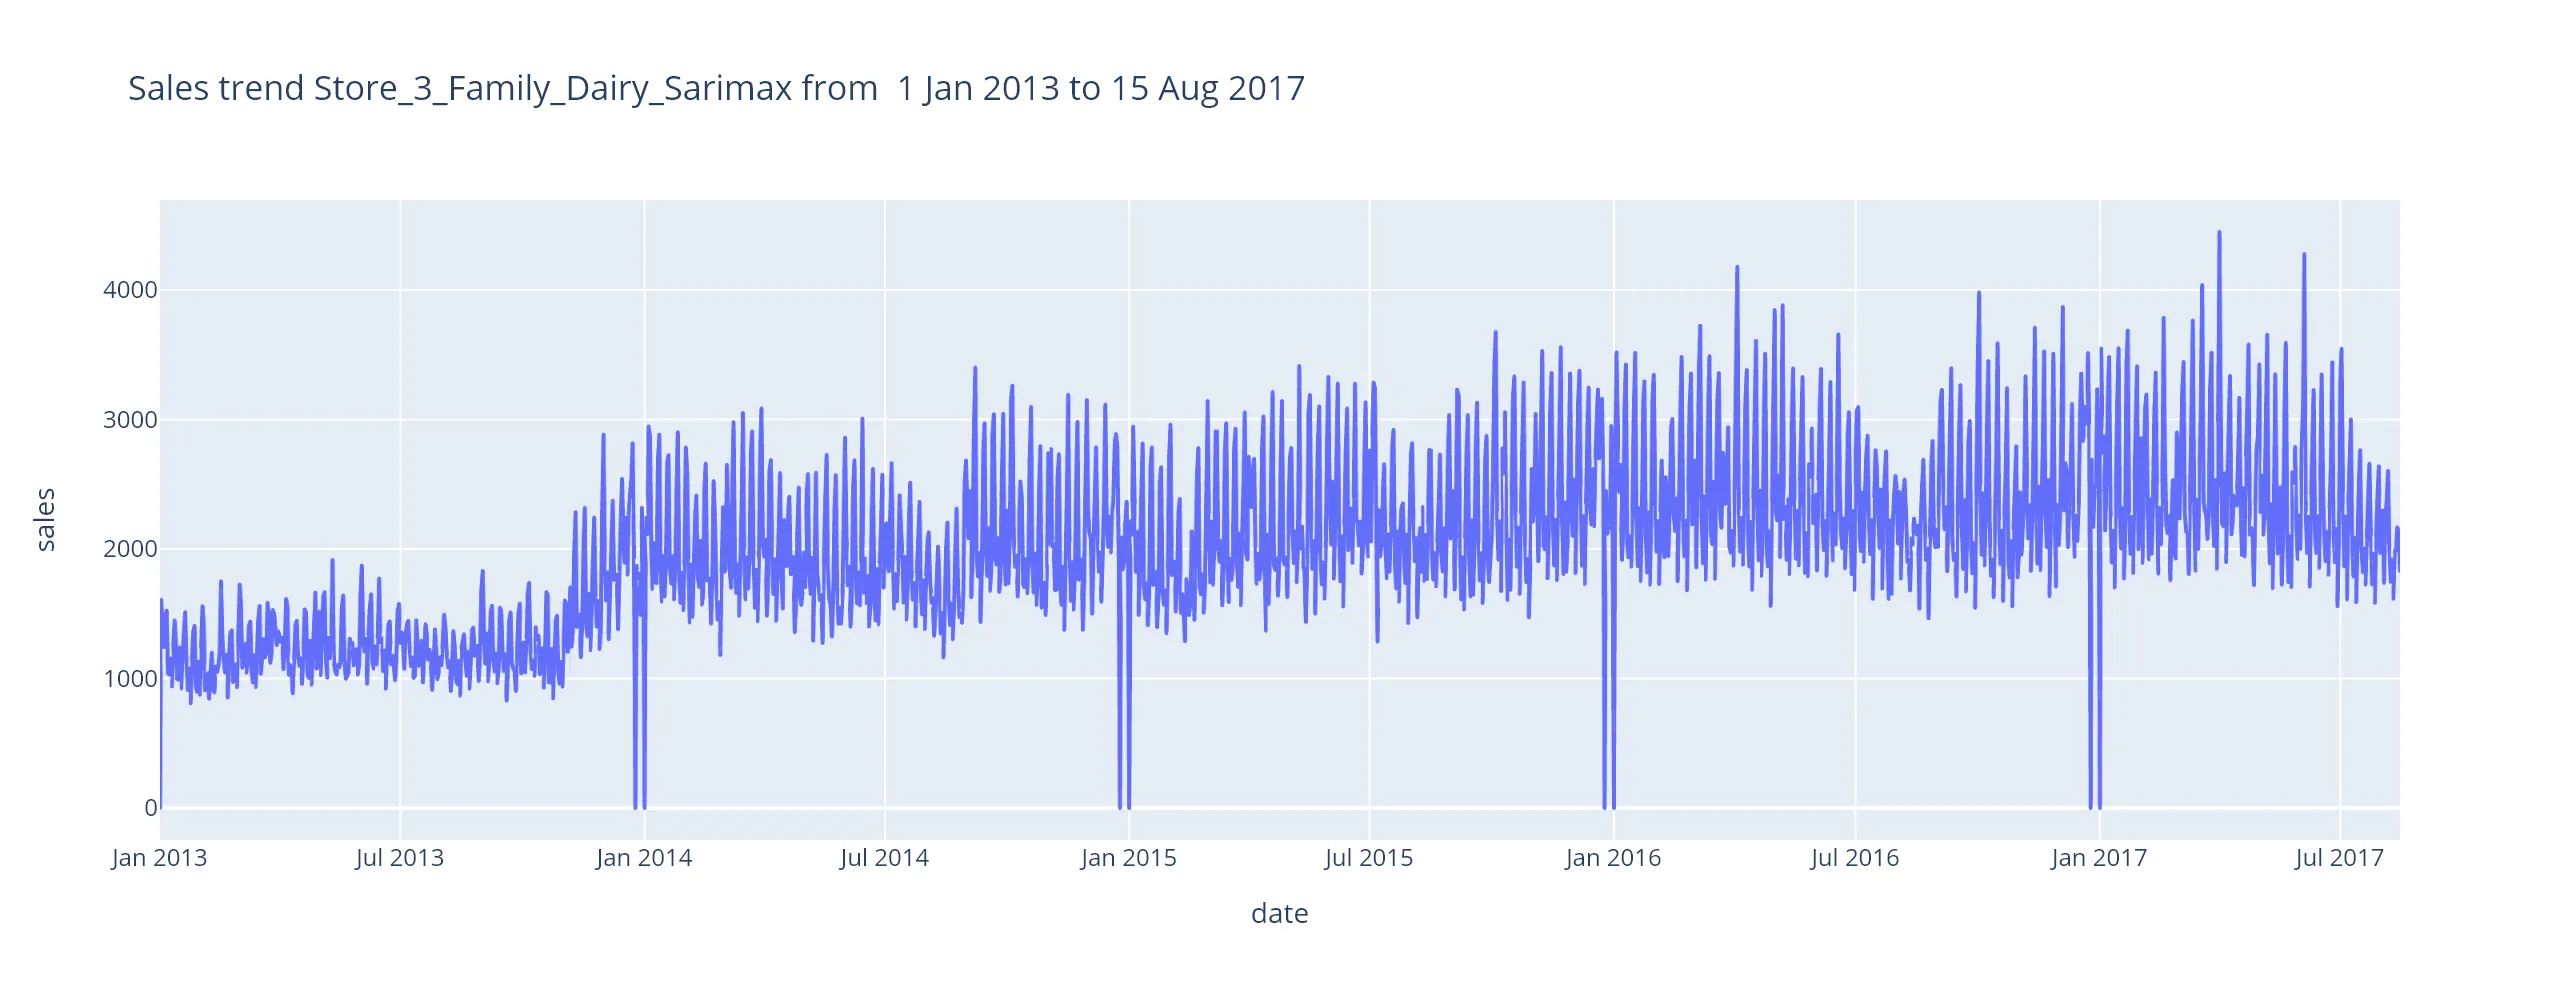 Sales trend Store_3_Family_Dairy_Sarimax from  1 Jan 2013 to 15 Aug 2017
sales
4000
3000
2000
1000
0
Jan 2013 Jul 2013 Jan 2014 Jul 2014 Jan 2015 Jul 2015 Jan 2016 Jul 2016 Jan 2017 Jul 2017
date